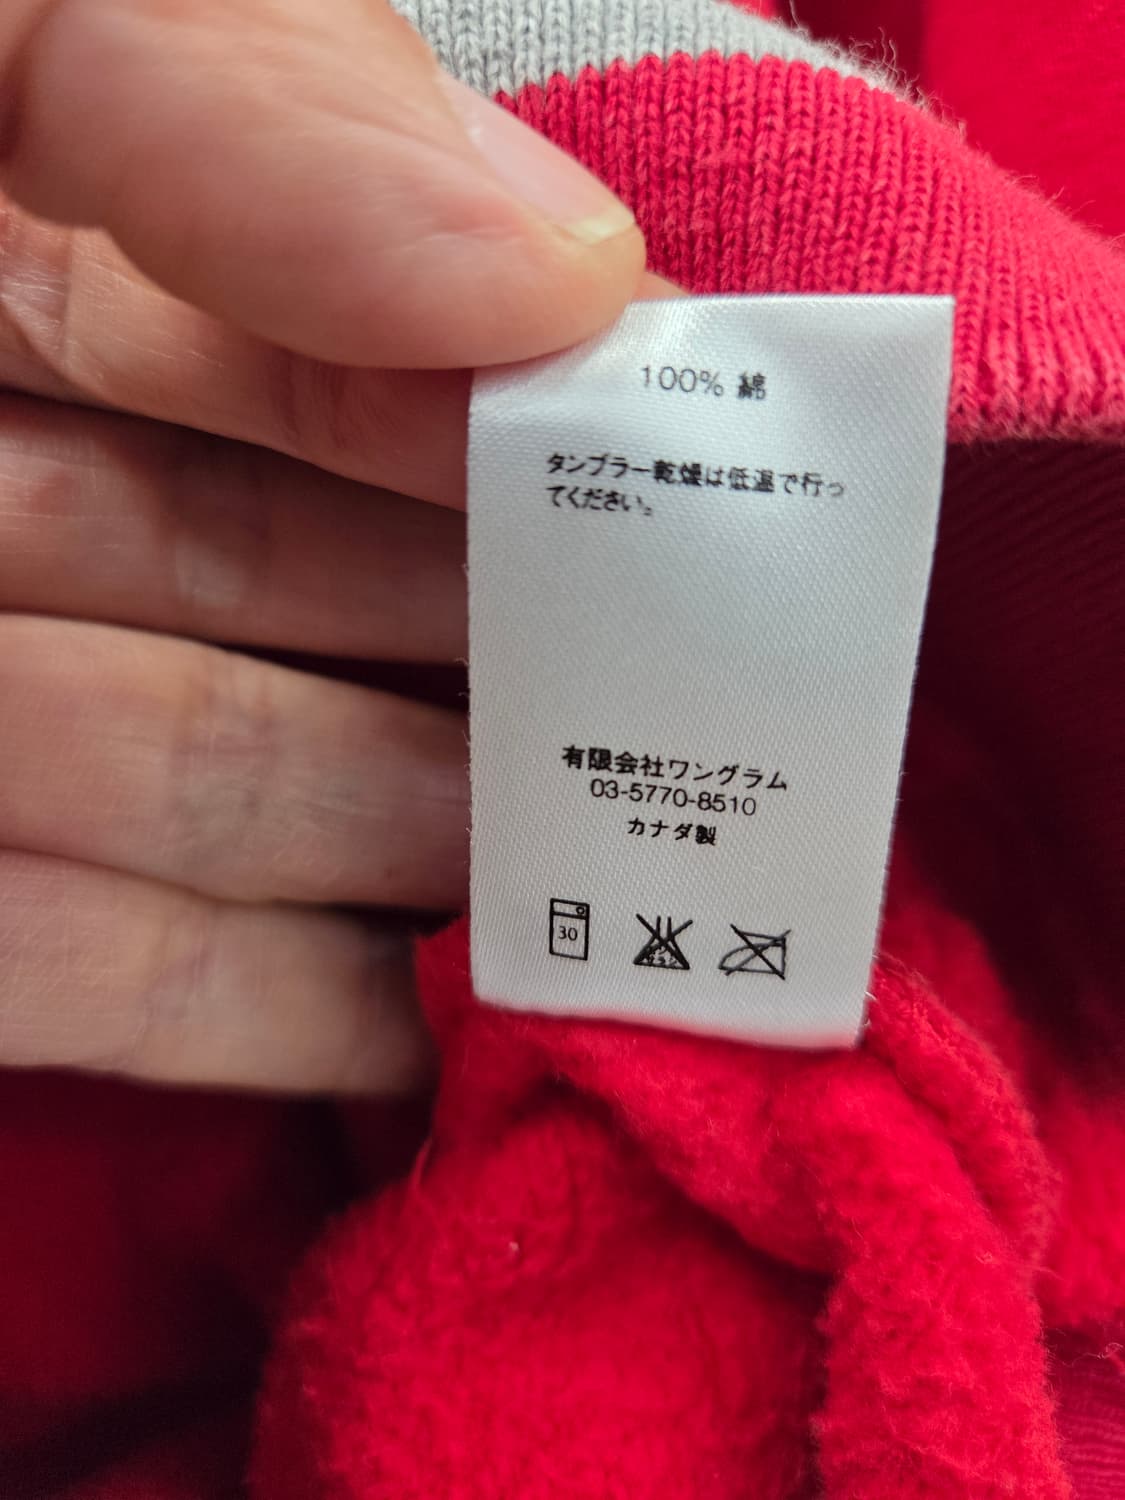 100% 綿
タンブラー乾燥は低温で行っ
てください。
有限会社ワングラム
03-5770-8510
カナダ製
30